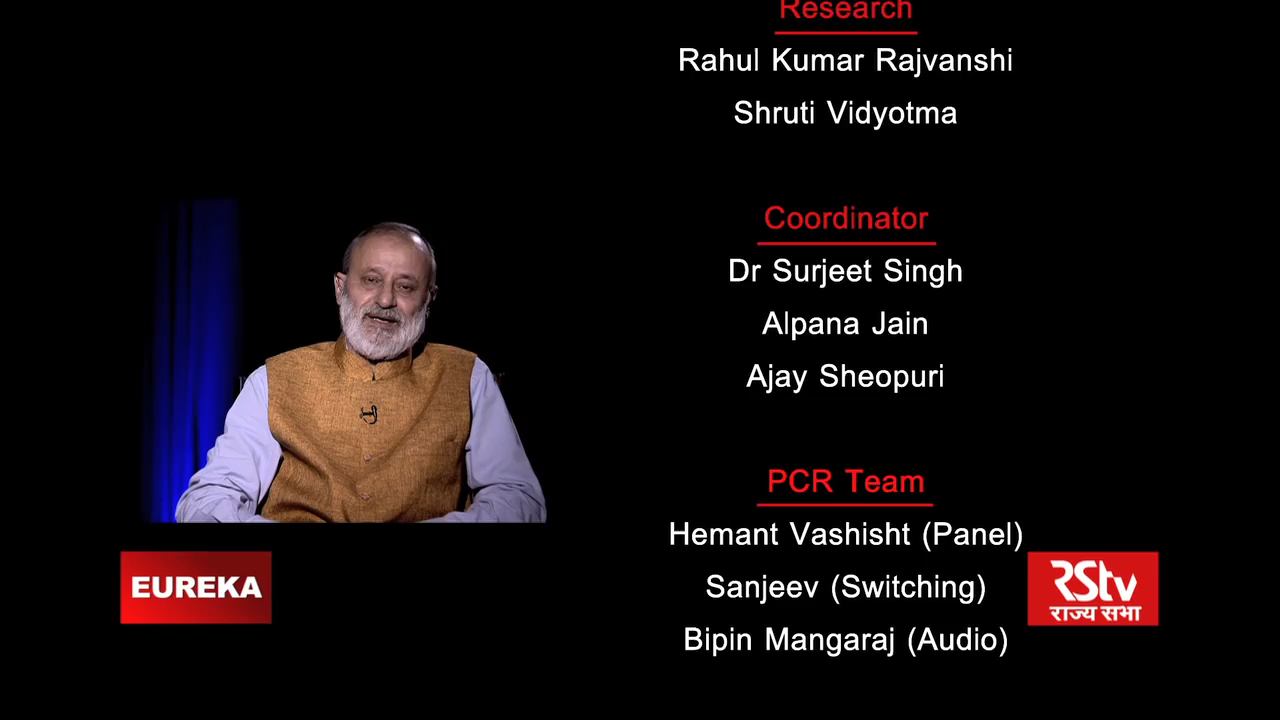 Research
Rahul Kumar Rajvanshi
Shruti Vidyotma
Coordinator
Dr Surjeet Singh
Alpana Jain
Ajay Sheopuri
PCR Team
Hemant Vashisht (Panel)
Sanjeev (Switching)
Bipin Mangaraj (Audio)
EUREKA
RStv
राज्य सभा